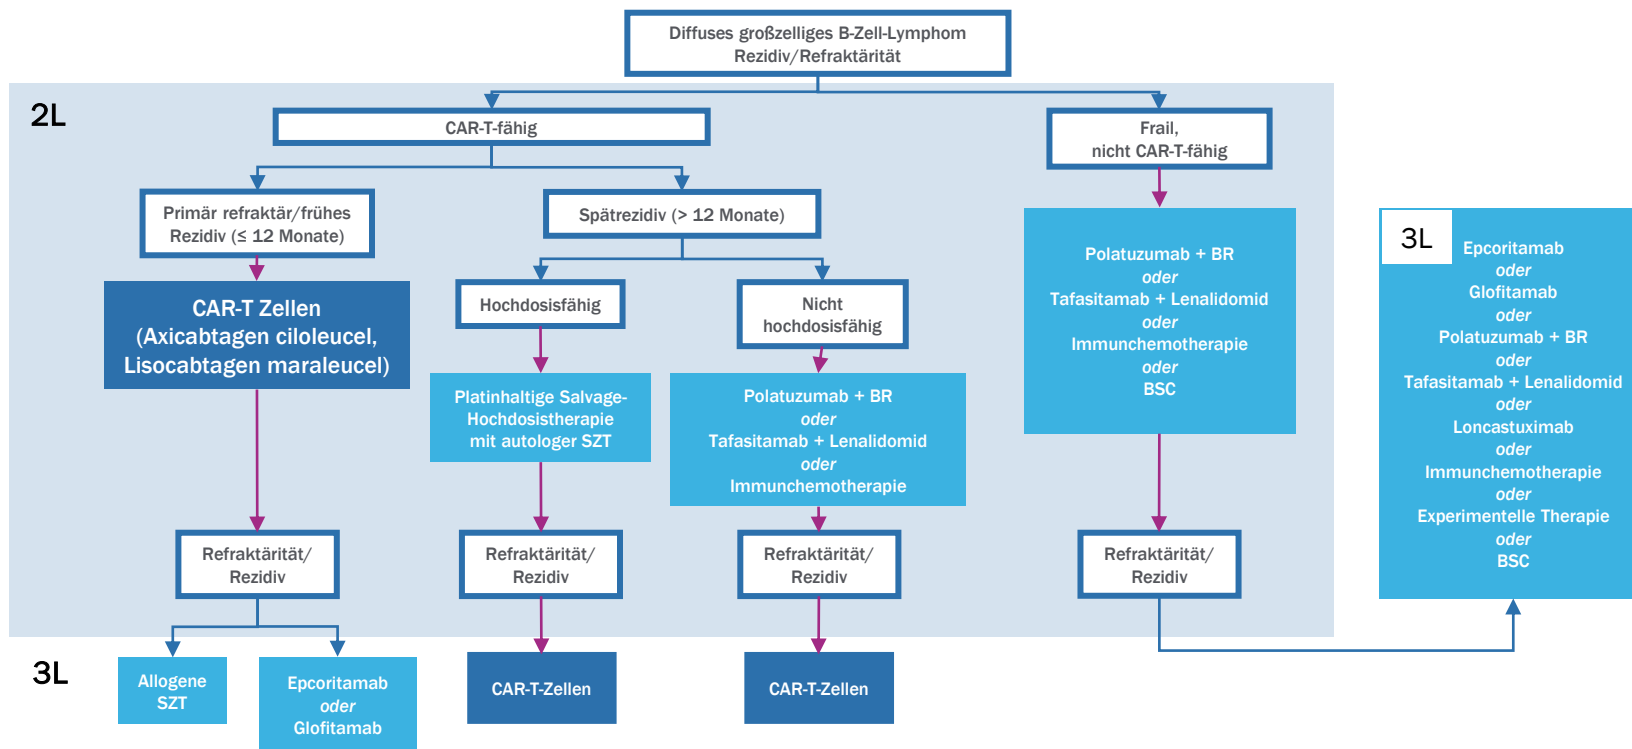 Diffuses großzelliges B-Zell-Lymphom
Rezidiv/Refraktärität
2L
CAR-T-fähig
Frail,
nicht CAR-T-fähig
Primär refraktär/frühes
Rezidiv (≤ 12 Monate)
Spätrezidiv (> 12 Monate)
CAR-T Zellen
(Axicabtagen ciloleucel,
Lisocabtagen maraleucel)
Hochdosisfähig
Nicht
hochdosisfähig
Platinhaltige Salvage-
Hochdosistherapie
mit autologer SZT
Polatuzumab + BR
oder
Tafasitamab + Lenalidomid
oder
Immunchemotherapie
Polatuzumab + BR
oder
Tafasitamab + Lenalidomid
oder
Immunchemotherapie
oder
BSC
Refraktärität/
Rezidiv
Refraktärität/
Rezidiv
Refraktärität/
Rezidiv
Refraktärität/
Rezidiv
3L
Allogene
SZT
Epcoritamab
oder
Glofitamab
CAR-T-Zellen
CAR-T-Zellen
3L
Epcoritamab
oder
Glofitamab
oder
Polatuzumab + BR
oder
Tafasitamab + Lenalidomid
oder
Loncastuximab
oder
Immunchemotherapie
oder
Experimentelle Therapie
oder
BSC